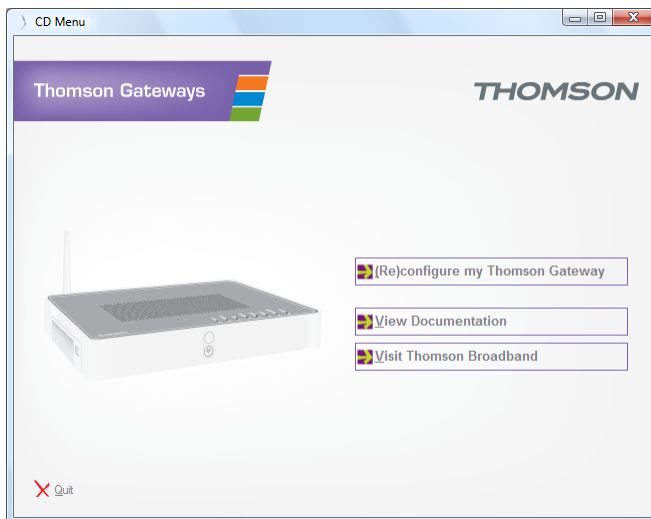 CD Menu
Thomson Gateways
THOMSON
(Re)configure my Thomson Gateway
View Documentation
Visit Thomson Broadband
Quit